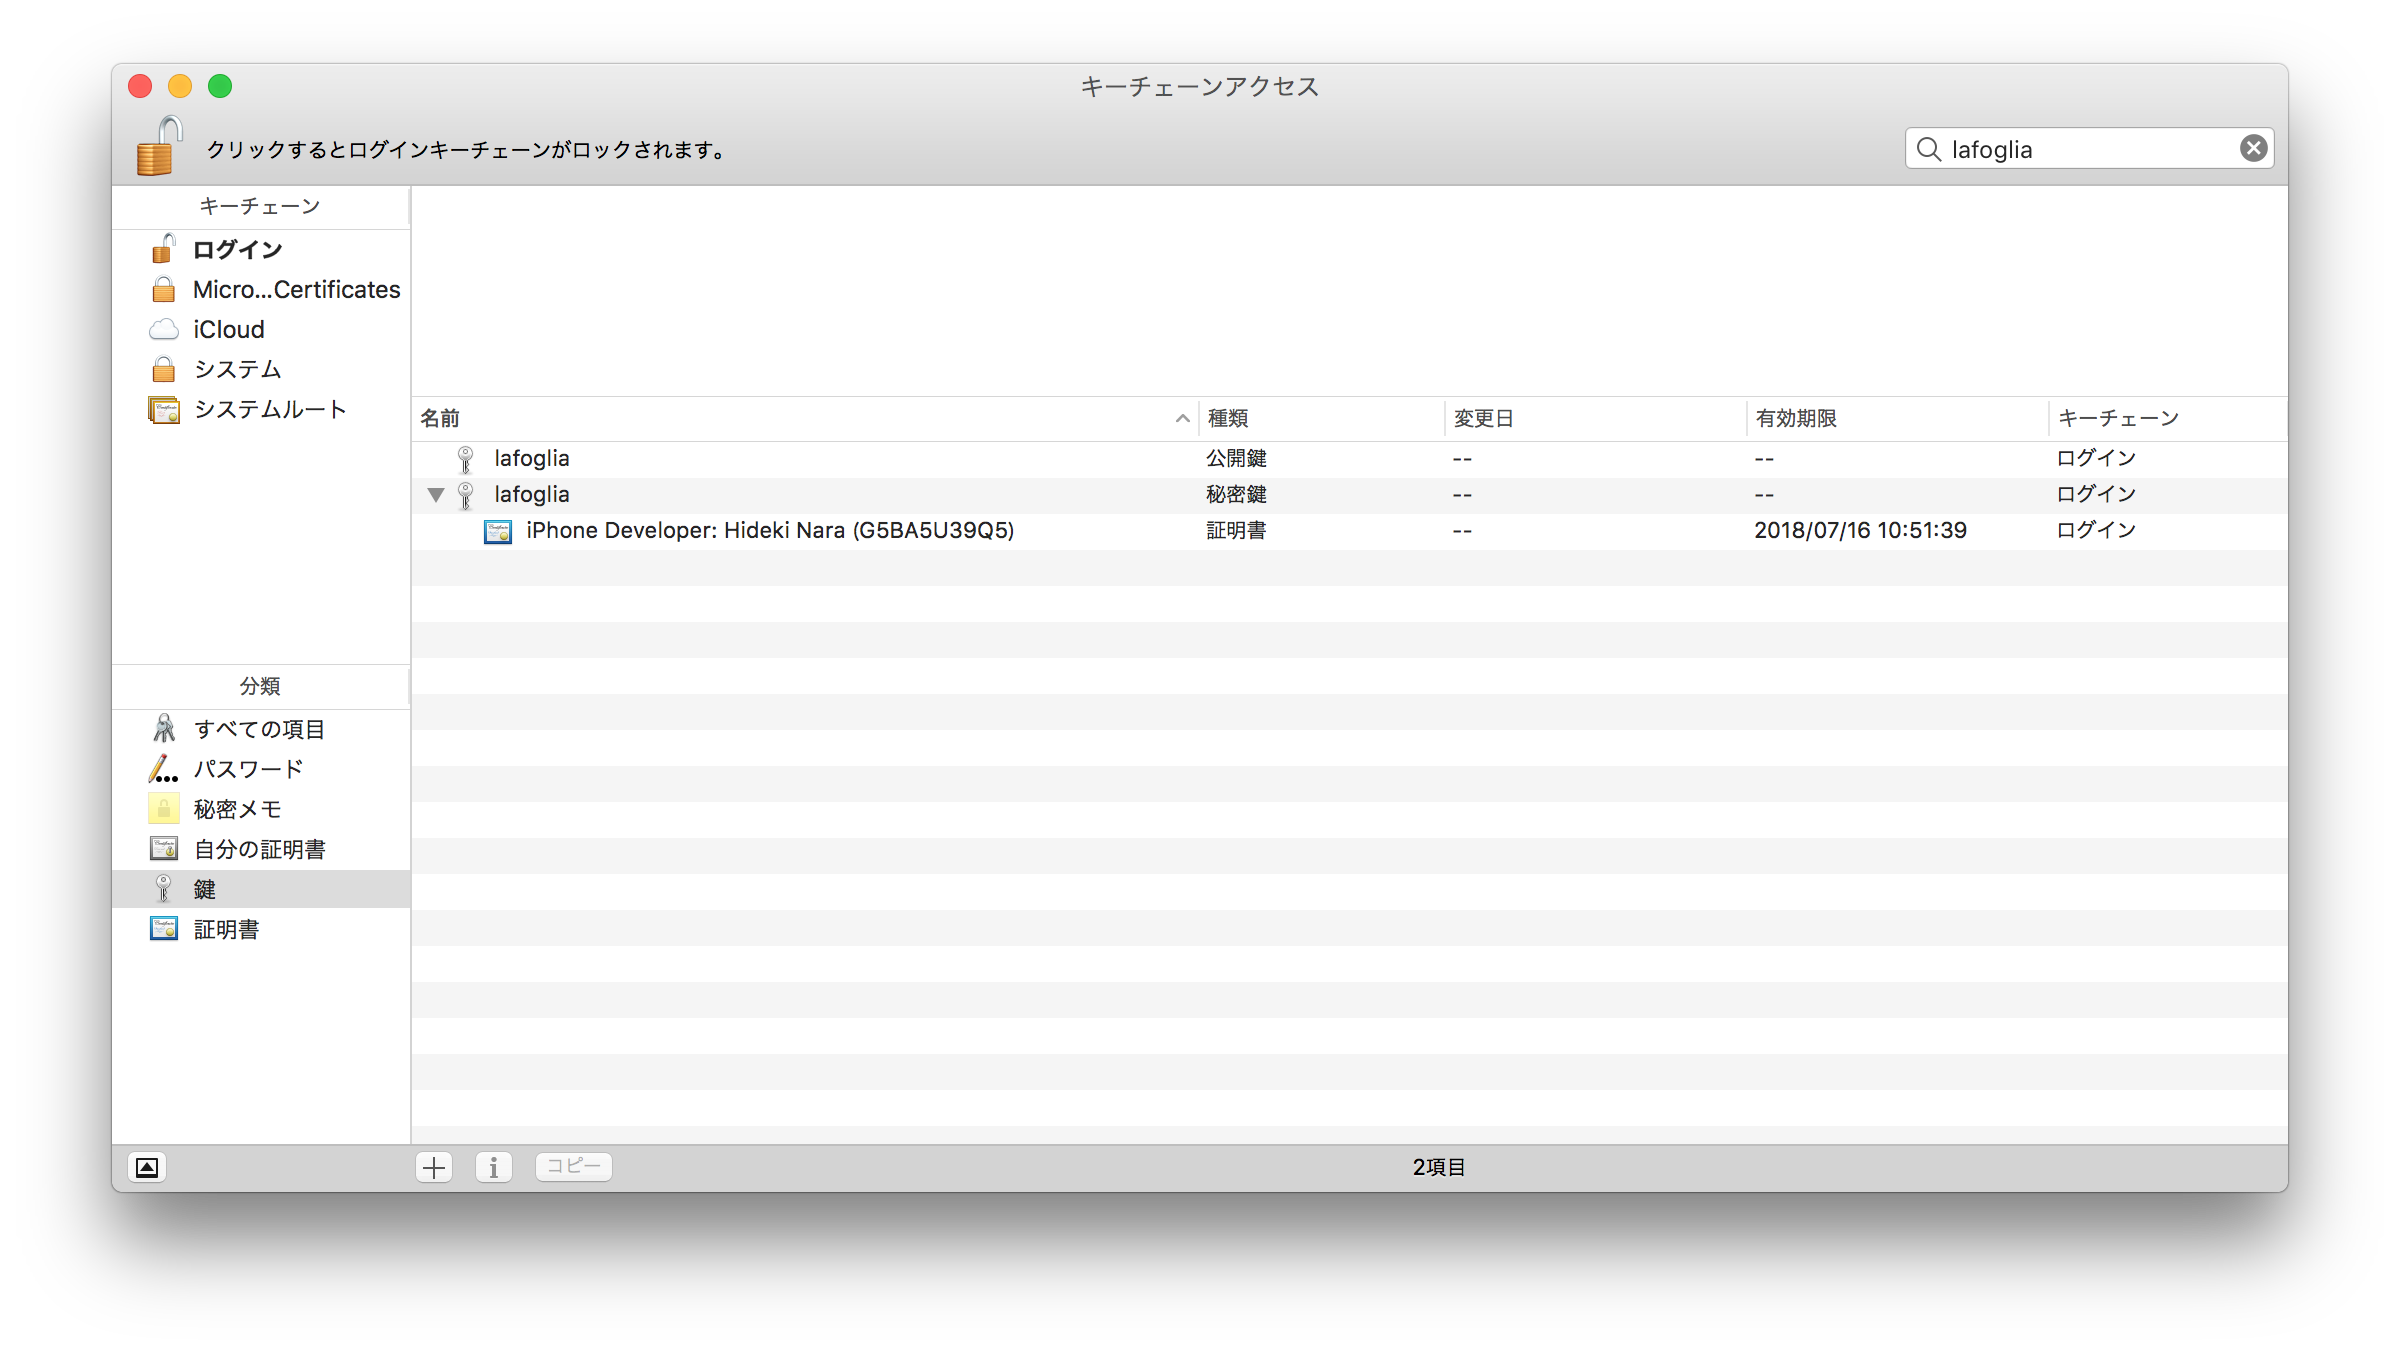 キーチェーンアクセス
クリックするとログインキーチェーンがロックされます。
lafoglia
キーチェーン
ログイン
Micro...Certificates
iCloud
システム
システムルート
分類
すべての項目
パスワード
秘密メモ
自分の証明書
鍵
証明書
名前 種類 変更日 有効期限 キーチェーン
lafoglia 公開鍵 -- -- ログイン
lafoglia 秘密鍵 -- -- ログイン
iPhone Developer: Hideki Nara (G5BA5U39Q5) 証明書 -- 2018/07/16 10:51:39 ログイン
コピー
2項目